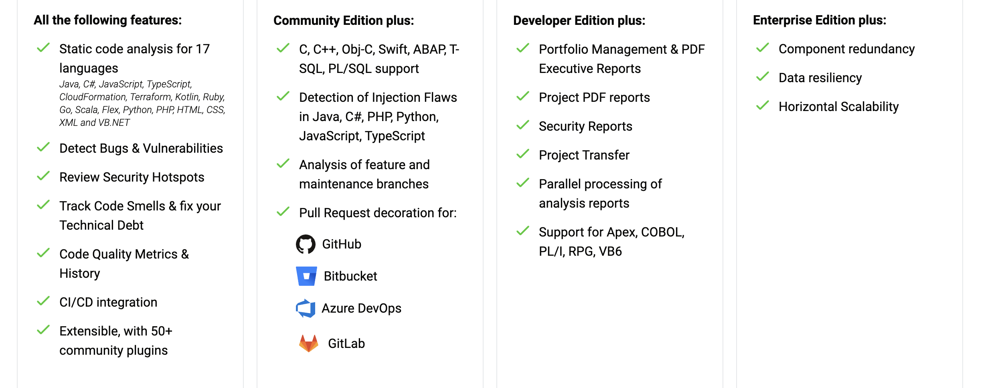 All the following features:
Static code analysis for 17
languages
Java, C#, JavaScript, TypeScript,
CloudFormation, Terraform, Kotlin, Ruby,
Go, Scala, Flex, Python, PHP, HTML, CSS,
XML and VB.NET
Detect Bugs & Vulnerabilities
Review Security Hotspots
Track Code Smells & fix your
Technical Debt
Code Quality Metrics &
History
CI/CD integration
Extensible, with 50+
community plugins
Community Edition plus:
C, C++, Obj-C, Swift, ABAP, T-
SQL, PL/SQL support
Detection of Injection Flaws
in Java, C#, PHP, Python,
JavaScript, TypeScript
Analysis of feature and
maintenance branches
Pull Request decoration for:
GitHub
Bitbucket
Azure DevOps
GitLab
Developer Edition plus:
Portfolio Management & PDF
Executive Reports
Project PDF reports
Security Reports
Project Transfer
Parallel processing of
analysis reports
Support for Apex, COBOL,
PL/I, RPG, VB6
Enterprise Edition plus:
Component redundancy
Data resiliency
Horizontal Scalability